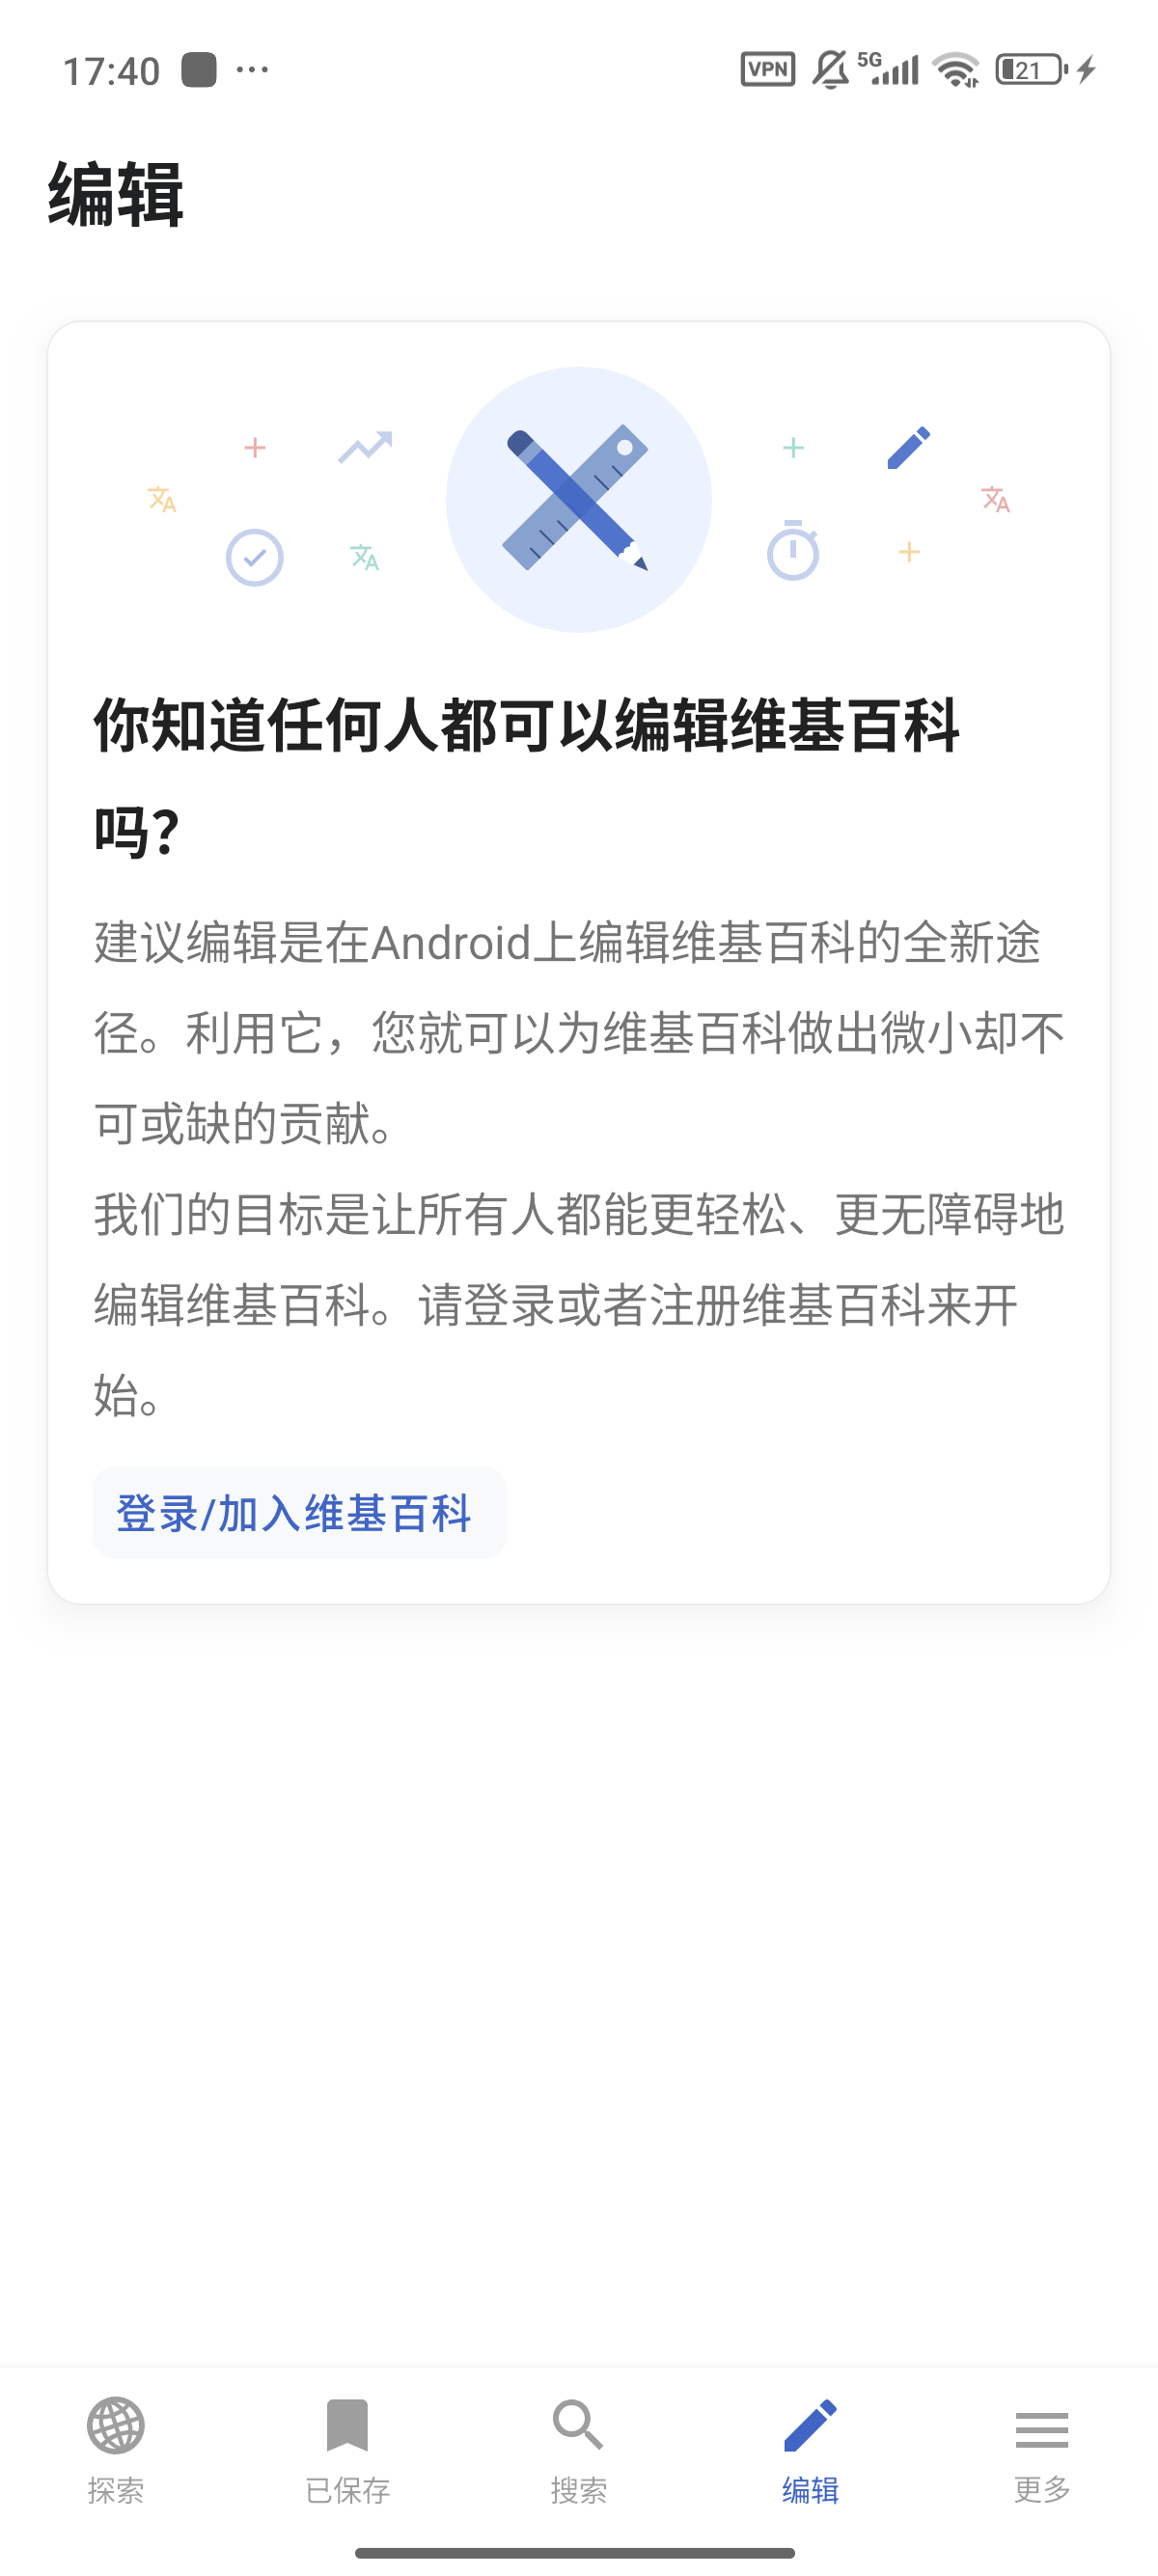 17:40
VPN 5G 21
编辑
你知道任何人都可以编辑维基百科
吗？
建议编辑是在Android上编辑维基百科的全新途
径。利用它，您就可以为维基百科做出微小却不
可或缺的贡献。
我们的目标是让所有人都能更轻松、更无障碍地
编辑维基百科。请登录或者注册维基百科来开
始。
登录/加入维基百科
探索 已保存 搜索 编辑 更多